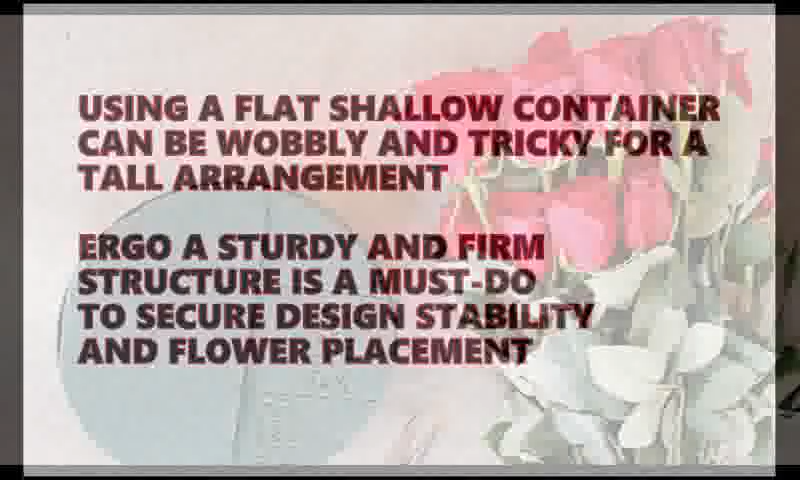 USING A FLAT SHALLOW CONTAINER
CAN BE WOBBLY AND TRICKY FOR A
TALL ARRANGEMENT
ERGO A STURDY AND FIRM
STRUCTURE IS A MUST-DO
TO SECURE DESIGN STABILITY
AND FLOWER PLACEMENT